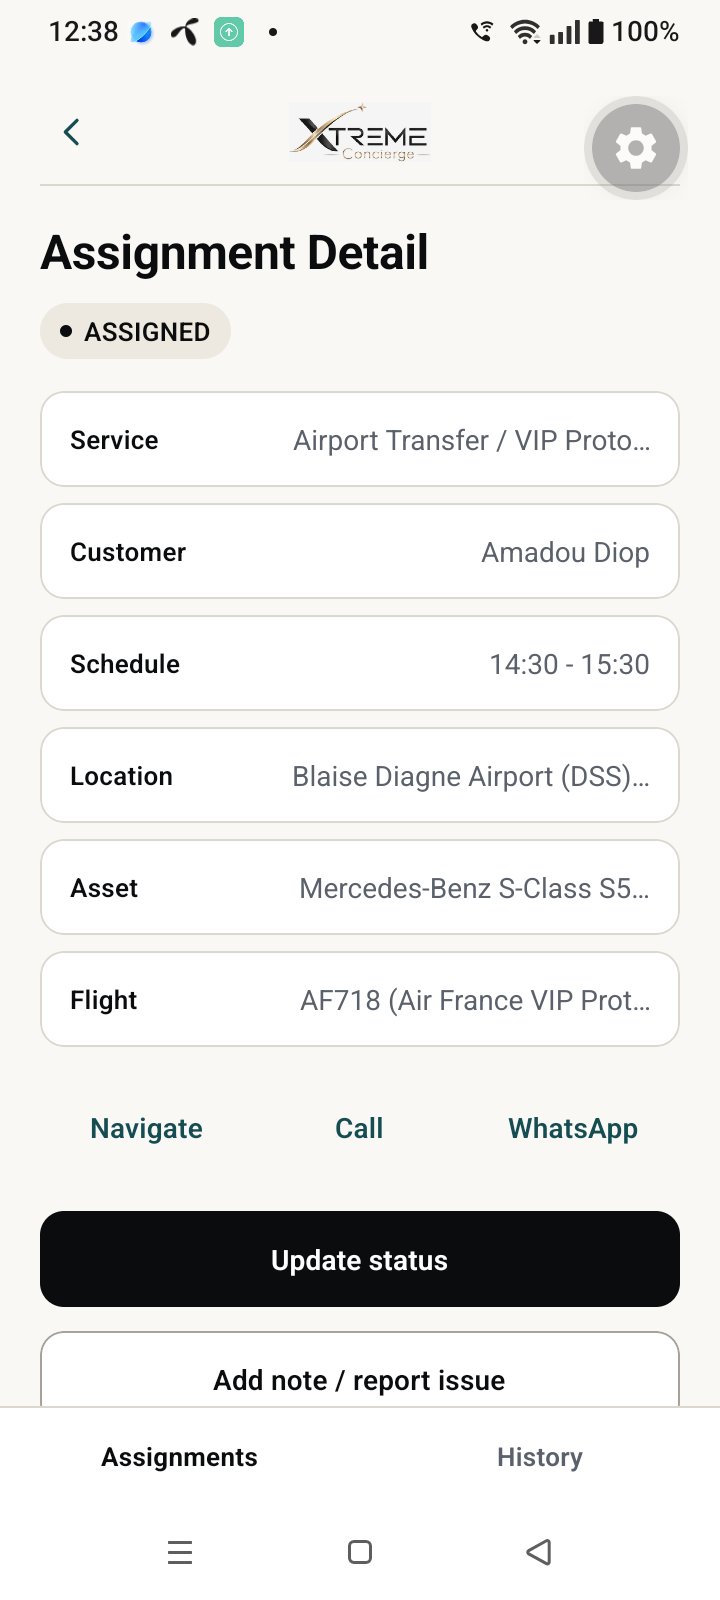 12:38
100%
XTREME
Concierge
Assignment Detail
ASSIGNED
Service
Airport Transfer / VIP Proto...
Customer
Amadou Diop
Schedule
14:30 - 15:30
Location
Blaise Diagne Airport (DSS)...
Asset
Mercedes-Benz S-Class S5...
Flight
AF718 (Air France VIP Prot...
Navigate
Call
WhatsApp
Update status
Add note / report issue
Assignments
History